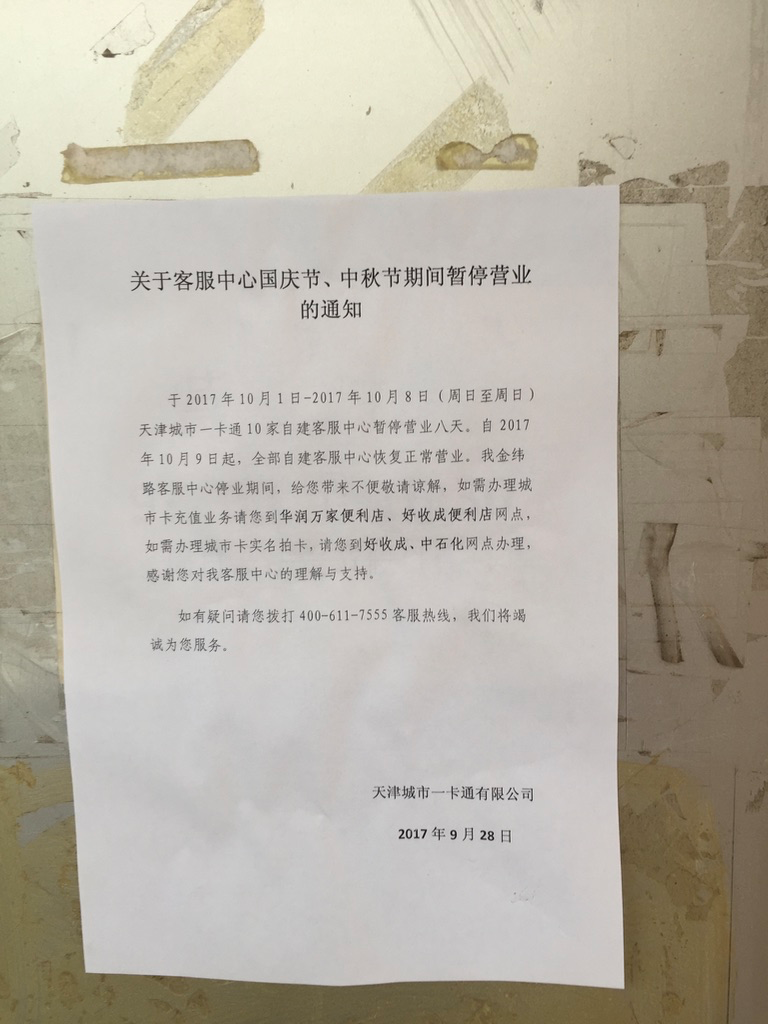 关于客服中心国庆节、中秋节期间暂停营业
的通知
于 2017 年 10 月 1 日-2017 年 10 月 8 日（周日至周日）
天津城市一卡通 10 家自建客服中心暂停营业八天。自 2017
年 10 月 9 日起，全部自建客服中心恢复正常营业。我金纬
路客服中心停业期间，给您带来不便敬请谅解，如需办理城
市卡充值业务请您到华润万家便利店、好收成便利店网点，
如需办理城市卡实名拍卡，请您到好收成、中石化网点办理，
感谢您对我客服中心的理解与支持。
如有疑问请您拨打 400-611-7555 客服热线，我们将竭
诚为您服务。
天津城市一卡通有限公司
2017 年 9 月 28 日